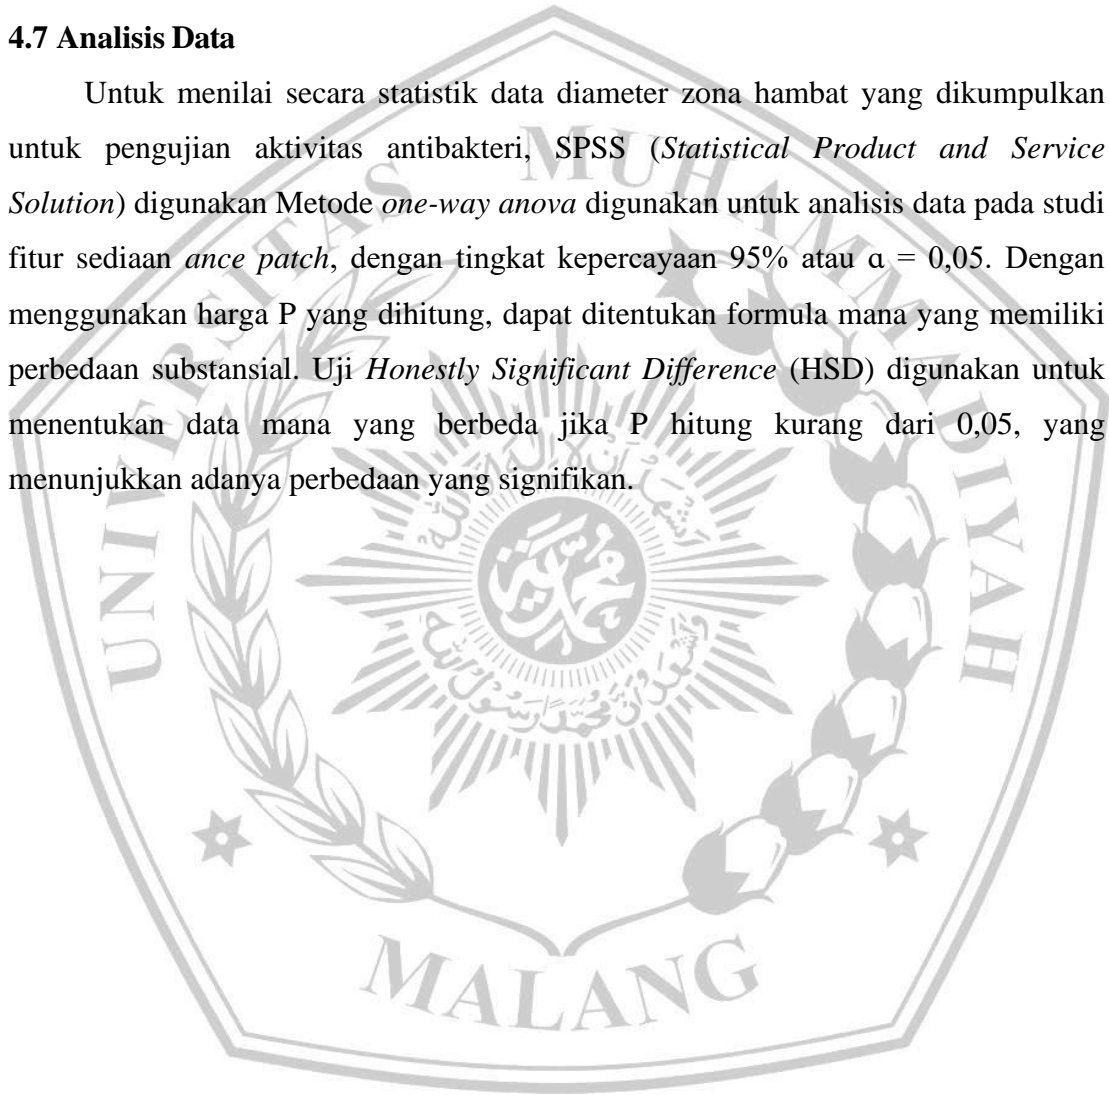 4.7 Analisis Data
Untuk menilai secara statistik data diameter zona hambat yang dikumpulkan
untuk pengujian aktivitas antibakteri, SPSS (Statistical Product and Service
Solution) digunakan Metode one-way anova digunakan untuk analisis data pada studi
fitur sediaan ance patch, dengan tingkat kepercayaan 95% atau α = 0,05. Dengan
menggunakan harga P yang dihitung, dapat ditentukan formula mana yang memiliki
perbedaan substansial. Uji Honestly Significant Difference (HSD) digunakan untuk
menentukan data mana yang berbeda jika P hitung kurang dari 0,05, yang
menunjukkan adanya perbedaan yang signifikan.
UNIVERSITAS MUHAMMADIYAH
MALANG